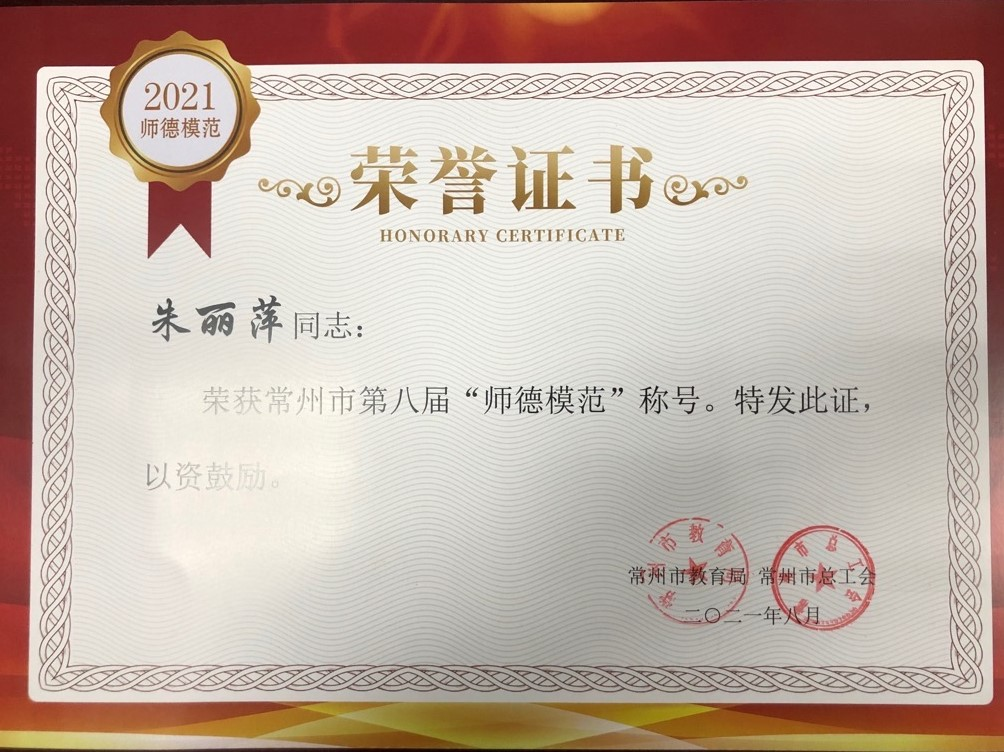 2021
师德模范
荣誉证书
HONORARY CERTIFICATE
朱丽萍同志：
荣获常州市第八届“师德模范”称号。特发此证，
以资鼓励。
常州市教育局 常州市总工会
二〇二一年八月